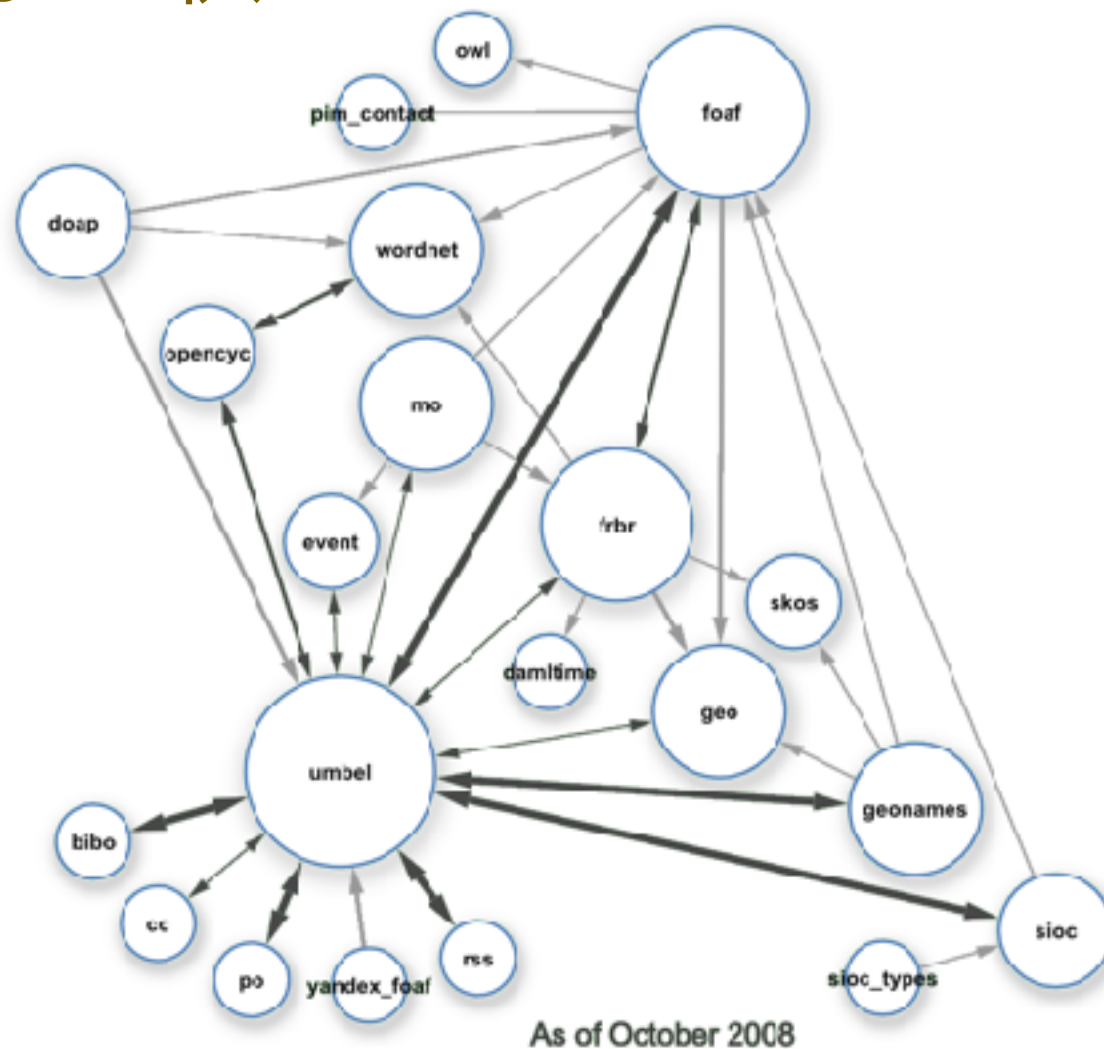 owl
foaf
pim_contact
doap
wordnet
opencyc
mo
frbr
event
skos
damltime
geo
umbel
geonames
bibo
cc
sioc
rss
po
yandex_foaf
sioc_types
As of October 2008